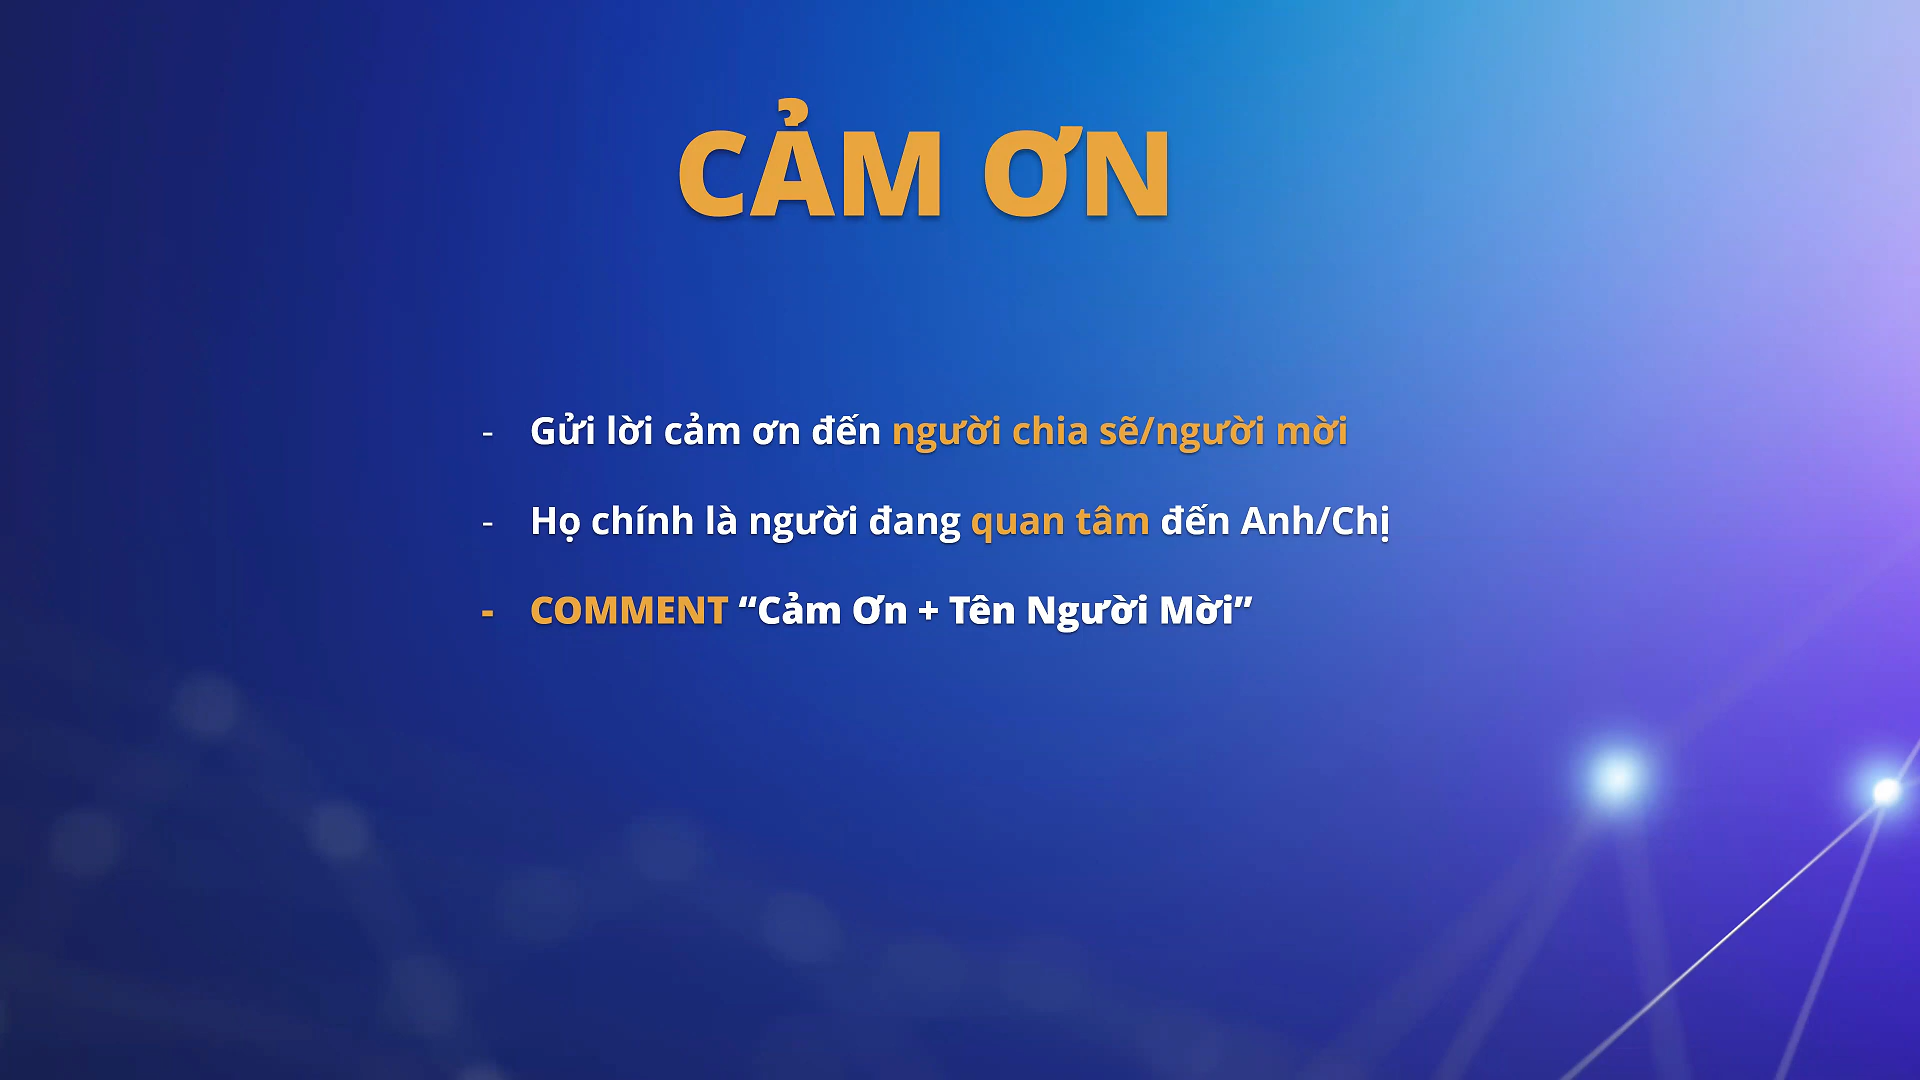 CẢM ƠN
- Gửi lời cảm ơn đến người chia sẽ/người mời
- Họ chính là người đang quan tâm đến Anh/Chị
- COMMENT “Cảm Ơn + Tên Người Mời”